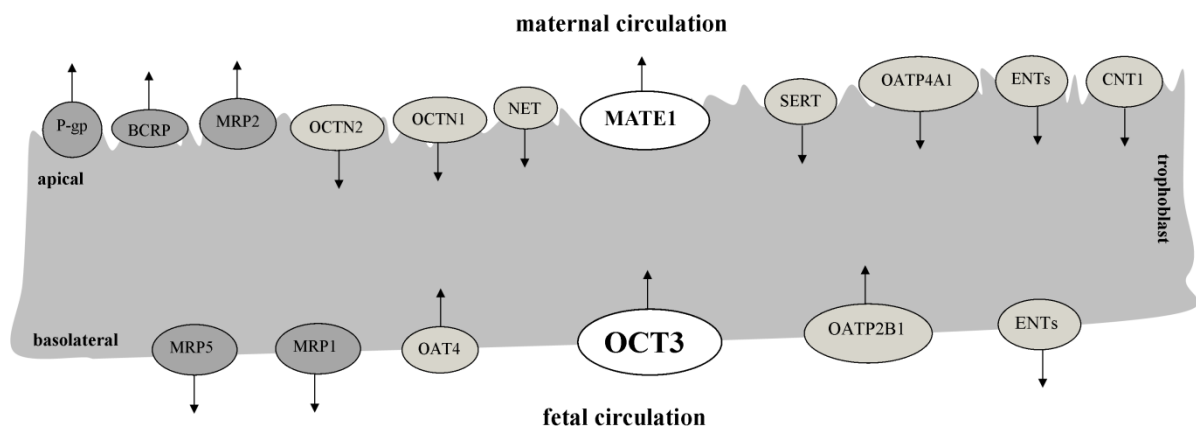 maternal circulation
P-gp
BCRP
MRP2
OCTN2
OCTN1
NET
MATE1
SERT
OATP4A1
ENTs
CNT1
apical
trophoblast
basolateral
MRP5
MRP1
OAT4
OCT3
OATP2B1
ENTs
fetal circulation